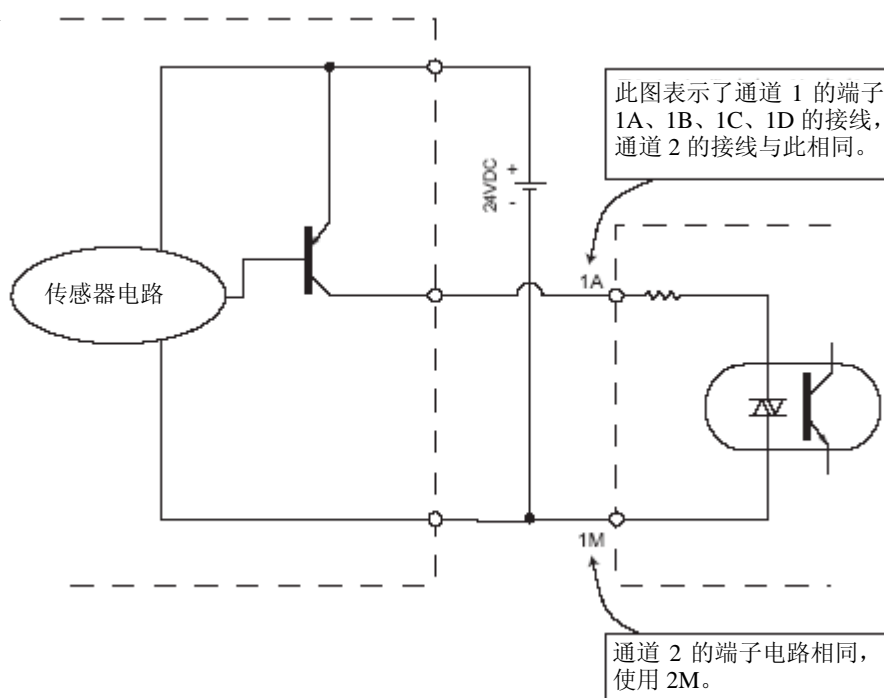 此图表示了通道 1 的端子
1A、1B、1C、1D 的接线，
通道 2 的接线与此相同。
24VDC
+
-
传感器电路
1A
1M
通道 2 的端子电路相同，
使用 2M。